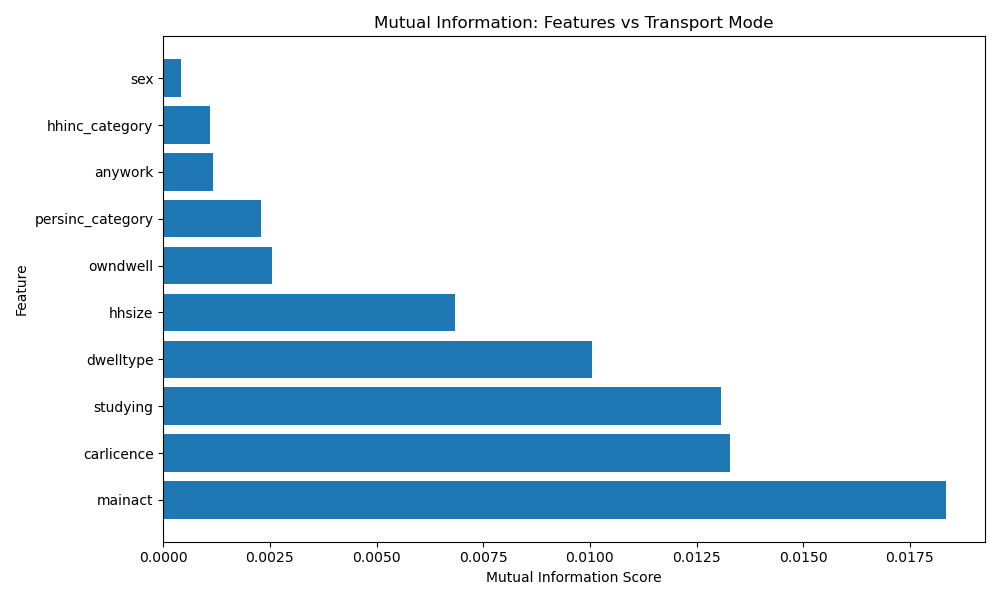 Mutual Information: Features vs Transport Mode
sex
hhinc_category
anywork
persinc_category
owndwell
hhsize
dwelltype
studying
carlicence
mainact
Feature
0.0000 0.0025 0.0050 0.0075 0.0100 0.0125 0.0150 0.0175
Mutual Information Score